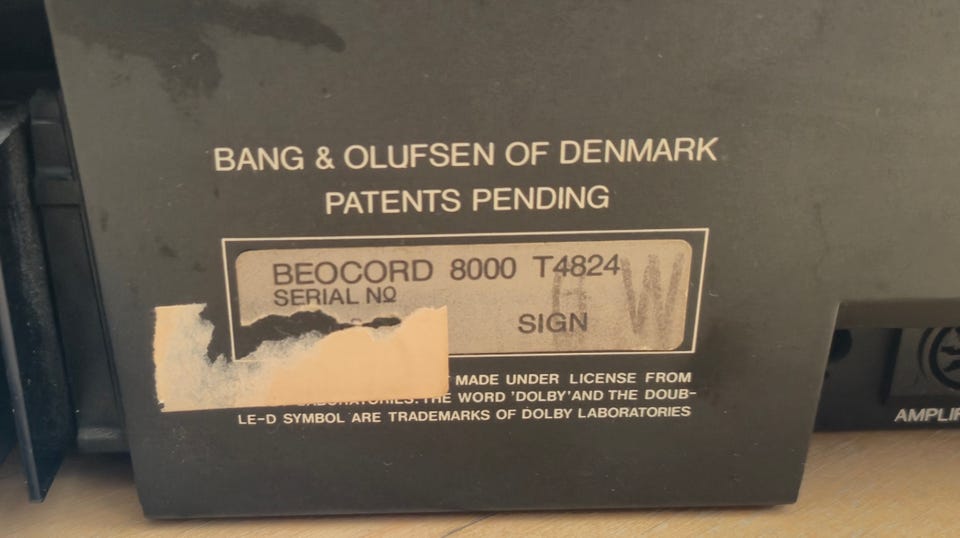 BANG & OLUFSEN OF DENMARK
PATENTS PENDING
BEOCORD 8000 T4824
SERIAL NO
SIGN
MADE UNDER LICENSE FROM
THE WORD 'DOLBY' AND THE DOUB-
LE-D SYMBOL ARE TRADEMARKS OF DOLBY LABORATORIES